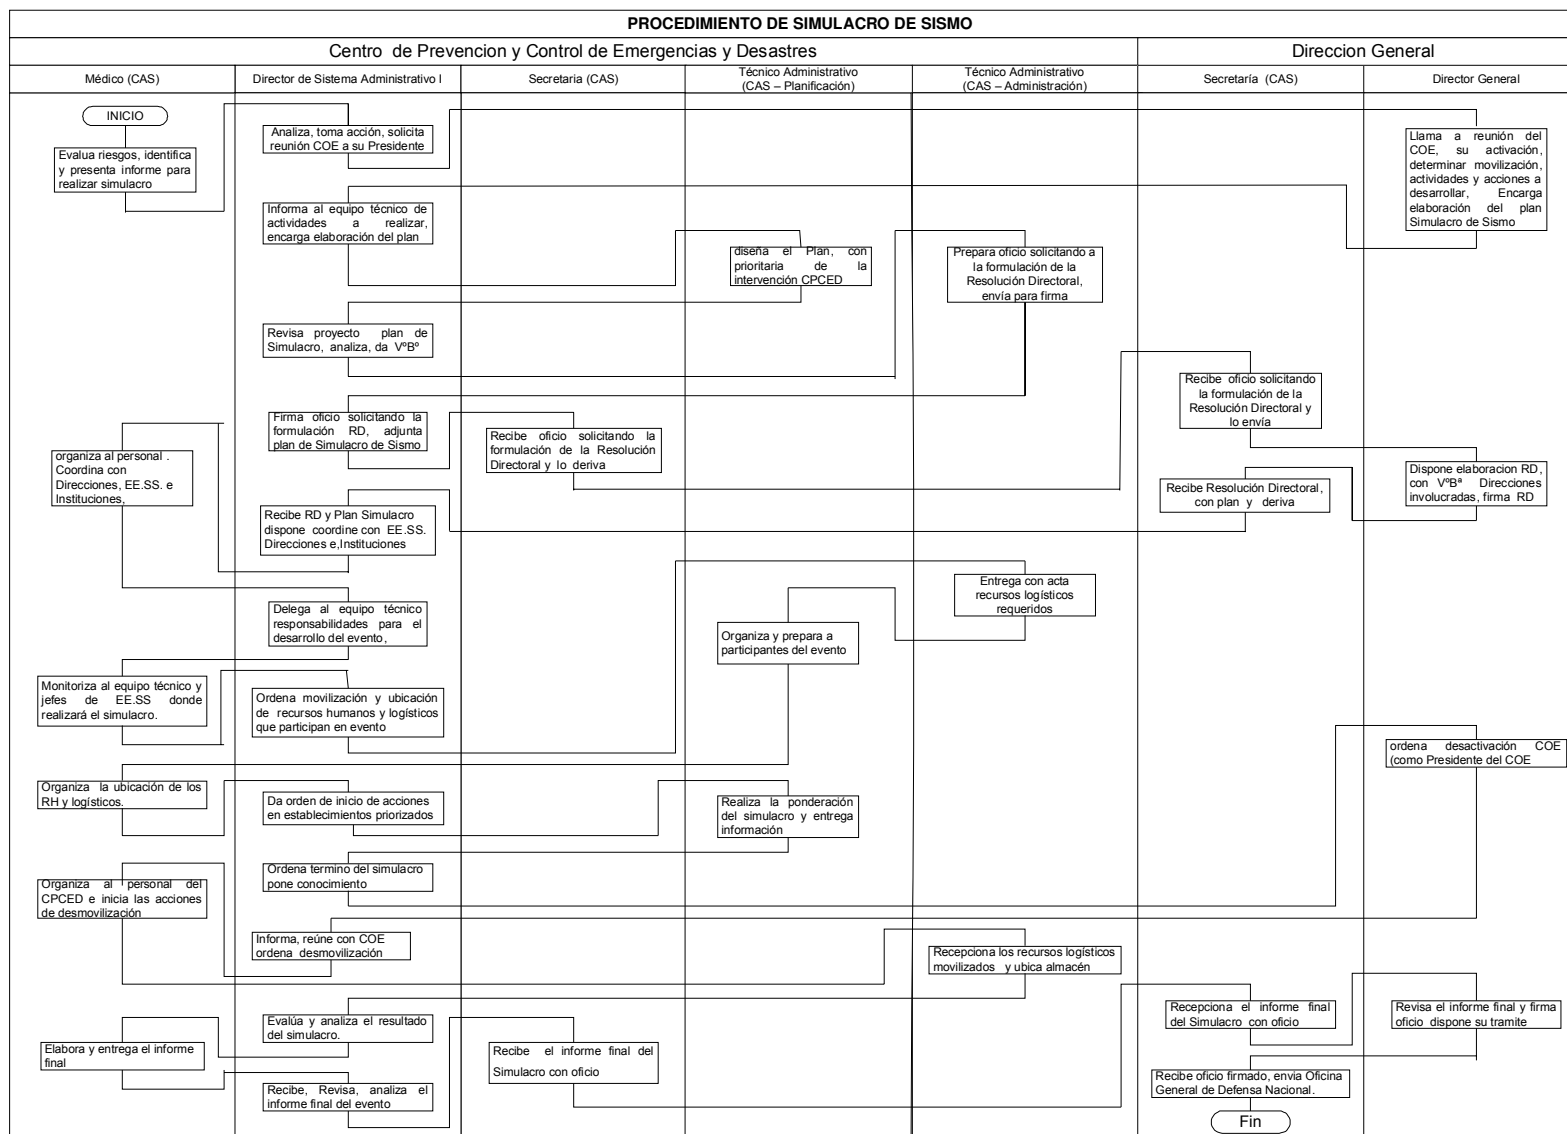 PROCEDIMIENTO DE SIMULACRO DE SISMO
Centro de Prevencion y Control de Emergencias y Desastres
Direccion General
Médico (CAS)
Director de Sistema Administrativo I
Secretaria (CAS)
Técnico Administrativo
(CAS – Planificación)
Técnico Administrativo
(CAS – Administración)
Secretaría (CAS)
Director General
INICIO
Evalua riesgos, identifica
y presenta informe para
realizar simulacro
Analiza, toma acción, solicita
reunión COE a su Presidente
Llama a reunión del
COE, su activación,
determinar movilización,
actividades y acciones a
desarrollar, Encarga
elaboración del plan
Simulacro de Sismo
Informa al equipo técnico de
actividades a realizar,
encarga elaboración del plan
diseña el Plan, con
prioritaria de la
intervención CPCED
Prepara oficio solicitando a
la formulación de la
Resolución Directoral,
envía para firma
Revisa proyecto plan de
Simulacro, analiza, da VºBº
Recibe oficio solicitando
la formulación de la
Resolución Directoral y
lo envía
Firma oficio solicitando la
formulación RD, adjunta
plan de Simulacro de Sismo
Recibe oficio solicitando la
formulación de la Resolución
Directoral y lo deriva
organiza al personal .
Coordina con
Direcciones, EE.SS. e
Instituciones,
Dispone elaboracion RD,
con VºBª Direcciones
involucradas, firma RD
Recibe Resolución Directoral,
con plan y deriva
Recibe RD y Plan Simulacro
dispone coordine con EE.SS.
Direcciones e,Instituciones
Entrega con acta
recursos logísticos
requeridos
Delega al equipo técnico
responsabilidades para el
desarrollo del evento,
Organiza y prepara a
participantes del evento
Monitoriza al equipo técnico y
jefes de EE.SS donde
realizará el simulacro.
Ordena movilización y ubicación
de recursos humanos y logísticos
que participan en evento
ordena desactivación COE
(como Presidente del COE
Organiza la ubicación de los
RH y logísticos.
Da orden de inicio de acciones
en establecimientos priorizados
Realiza la ponderación
del simulacro y entrega
información
Ordena termino del simulacro
pone conocimiento
Organiza al personal del
CPCED e inicia las acciones
de desmovilización
Informa, reúne con COE
ordena desmovilización
Recepciona los recursos logísticos
movilizados y ubica almacén
Recepciona el informe final
del Simulacro con oficio
Revisa el informe final y firma
oficio dispone su tramite
Evalúa y analiza el resultado
del simulacro.
Elabora y entrega el informe
final
Recibe el informe final del
Simulacro con oficio
Recibe, Revisa, analiza el
informe final del evento
Recibe oficio firmado, envia Oficina
General de Defensa Nacional.
Fin